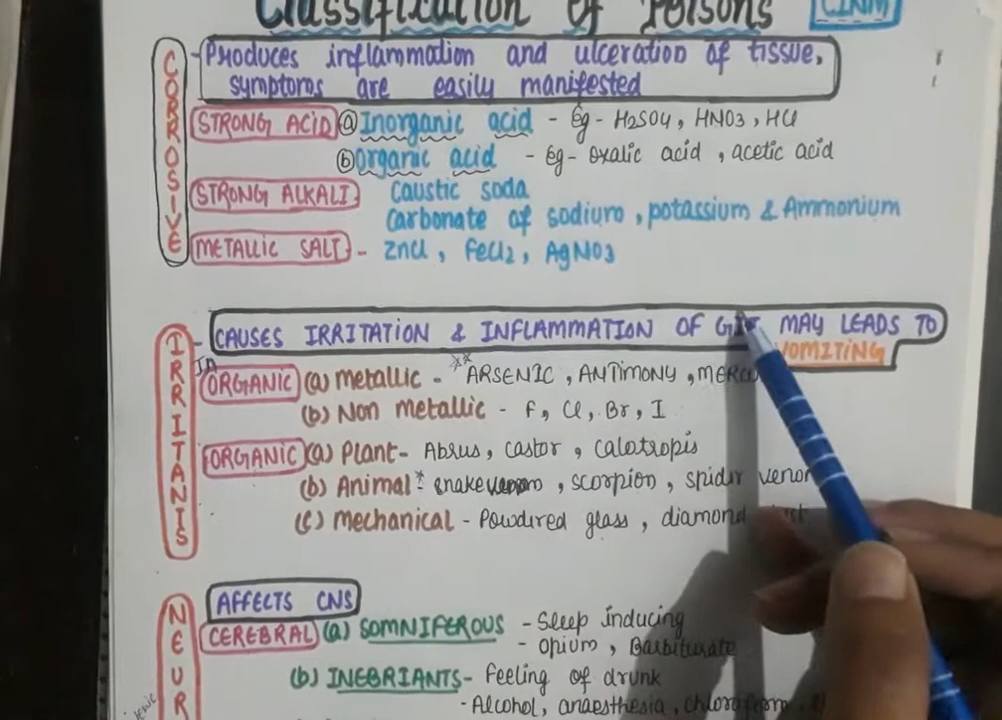 Classification of Poisons
CORROSIVE
- Produces inflammation and ulceration of tissue.
symptoms are easily manifested
STRONG ACID (a) Inorganic acid - Eg - H2SO4, HNO3, HCl
(b) Organic acid - Eg - oxalic acid, acetic acid
STRONG ALKALI Caustic soda
Carbonate of sodium, potassium & Ammonium
METALLIC SALT - ZnCl, FeCl2, AgNO3
IRRITANTS
- CAUSES IRRITATION & INFLAMMATION OF GIT MAY LEADS TO
VOMITING
IN
ORGANIC (a) Metallic - **ARSENIC, ANTIMONY,
(b) Non Metallic - F, Cl, Br, I
ORGANIC (a) Plant - Abrus, castor, calotropis
(b) Animal* - snake venom, scorpion, spider venom
(c) Mechanical - Powdired glass, diamond
NEUR
AFFECTS CNS
CEREBRAL (a) SOMNIFEROUS - Sleep inducing
- Opium, Barbiturate
(b) INEBRIANTS - Feeling of drunk
- Alcohol, anaesthesia, chloroform,